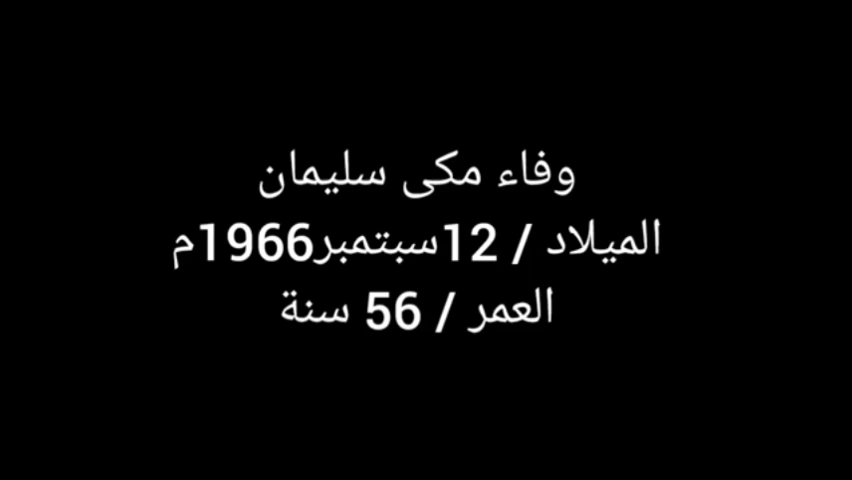 وفاء مكى سليمان
الميلاد / 12سبتمبر1966م
العمر / 56 سنة